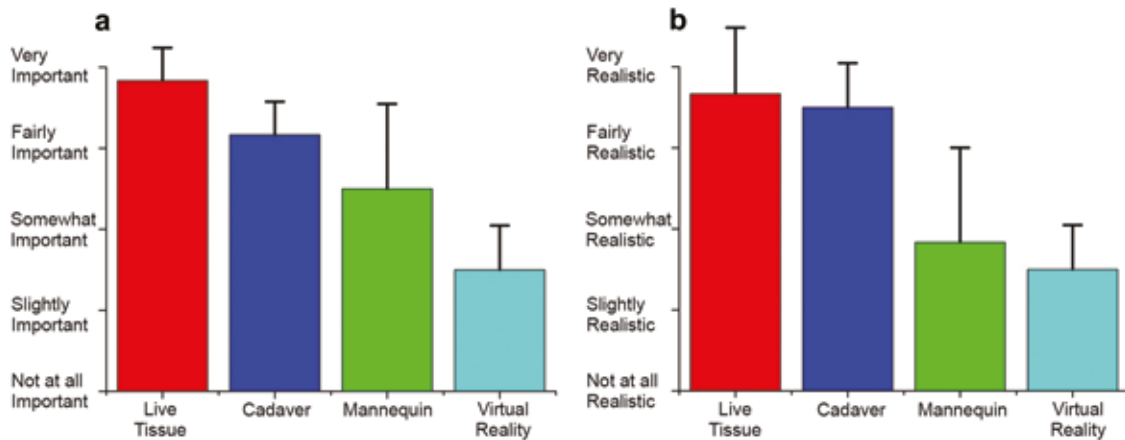 a
Very
Important
Fairly
Important
Somewhat
Important
Slightly
Important
Not at all
Important
Live
Tissue
Cadaver
Mannequin
Virtual
Reality
b
Very
Realistic
Fairly
Realistic
Somewhat
Realistic
Slightly
Realistic
Not at all
Realistic
Live
Tissue
Cadaver
Mannequin
Virtual
Reality